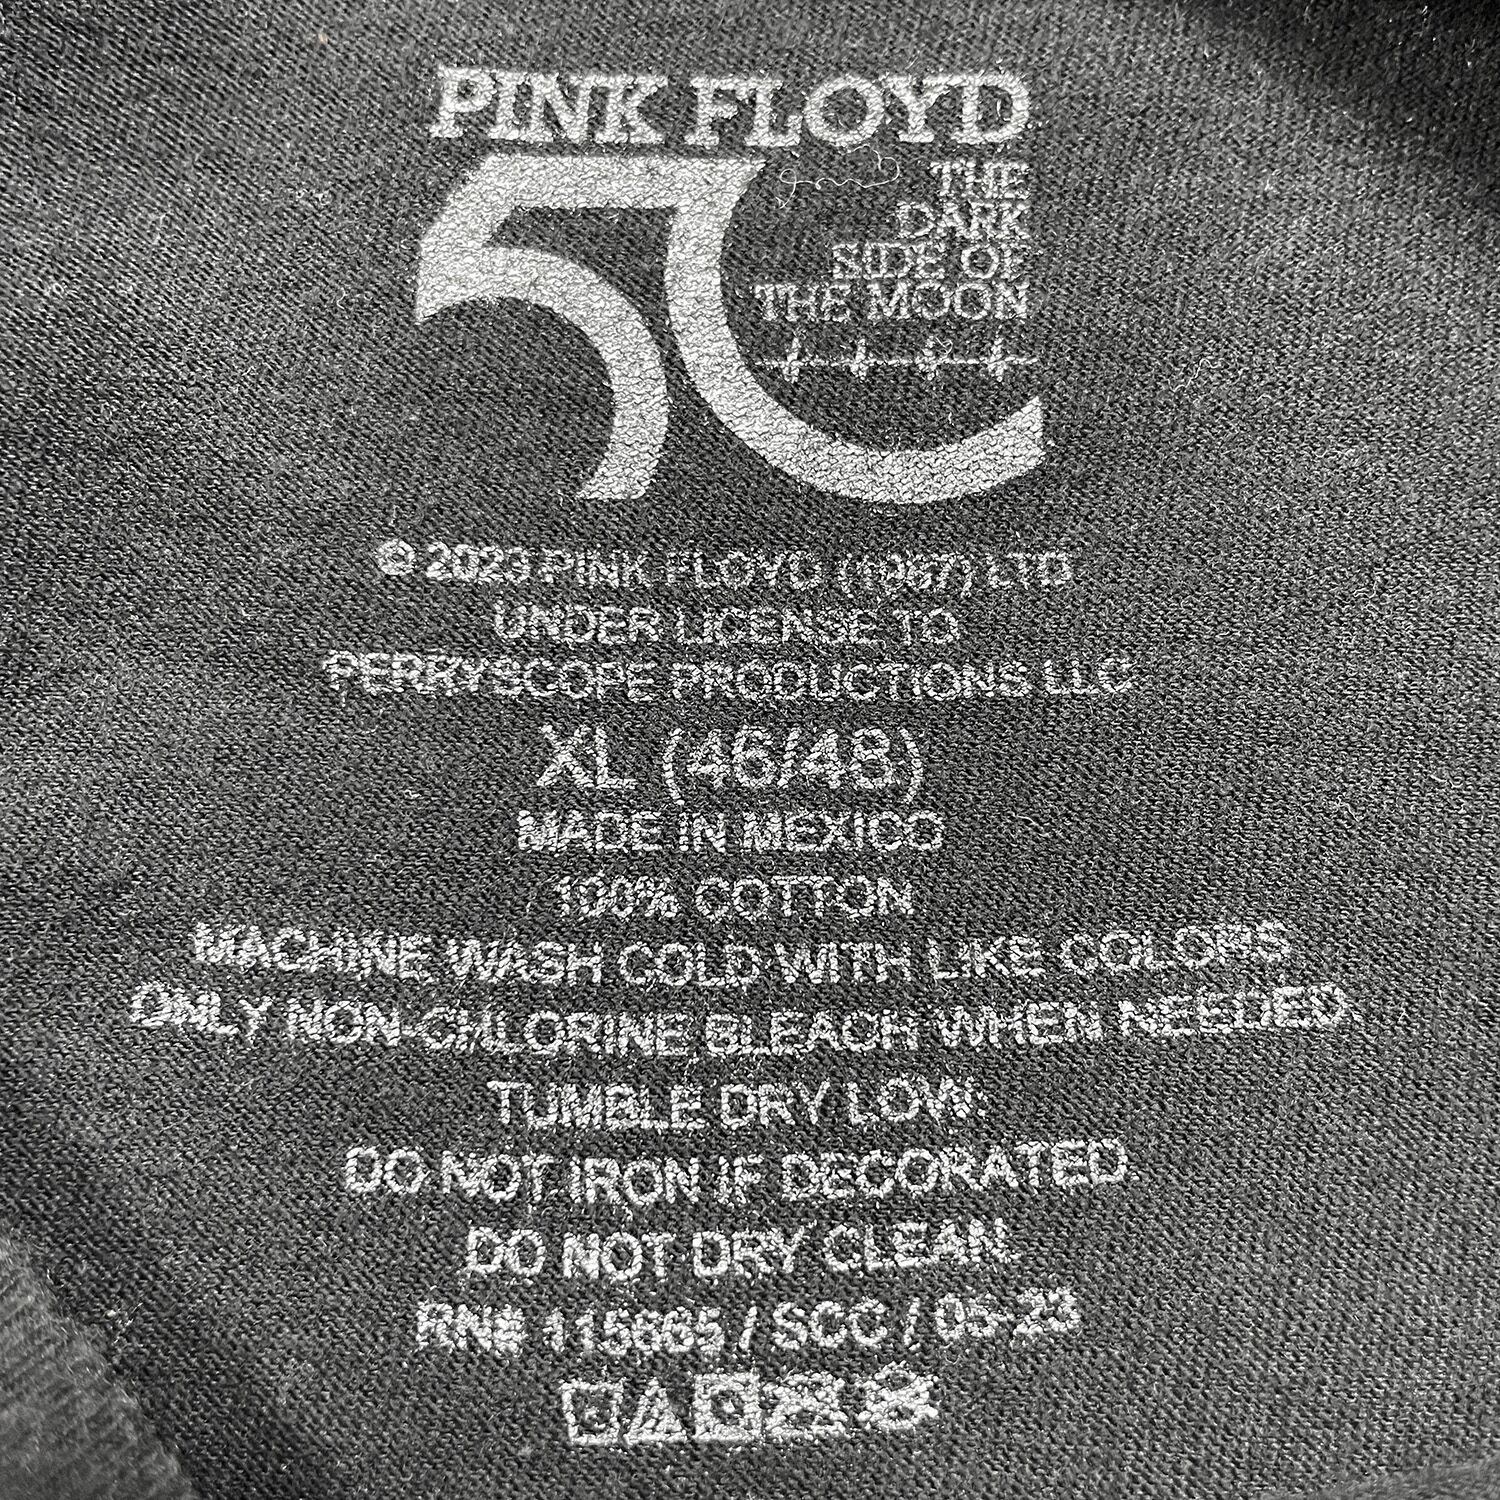 PINK FLOYD
50
THE
DARK
SIDE OF
THE MOON
© 2023 PINK FLOYD (1987) LTD
UNDER LICENSE TO
PERRYSCOPE PRODUCTIONS LLC
XL (46/48)
MADE IN MEXICO
100% COTTON
MACHINE WASH COLD WITH LIKE COLORS
ONLY NON-CHLORINE BLEACH WHEN NEEDED
TUMBLE DRY LOW.
DO NOT IRON IF DECORATED.
DO NOT DRY CLEAN.
RN# 115665 / SCC / 05-23